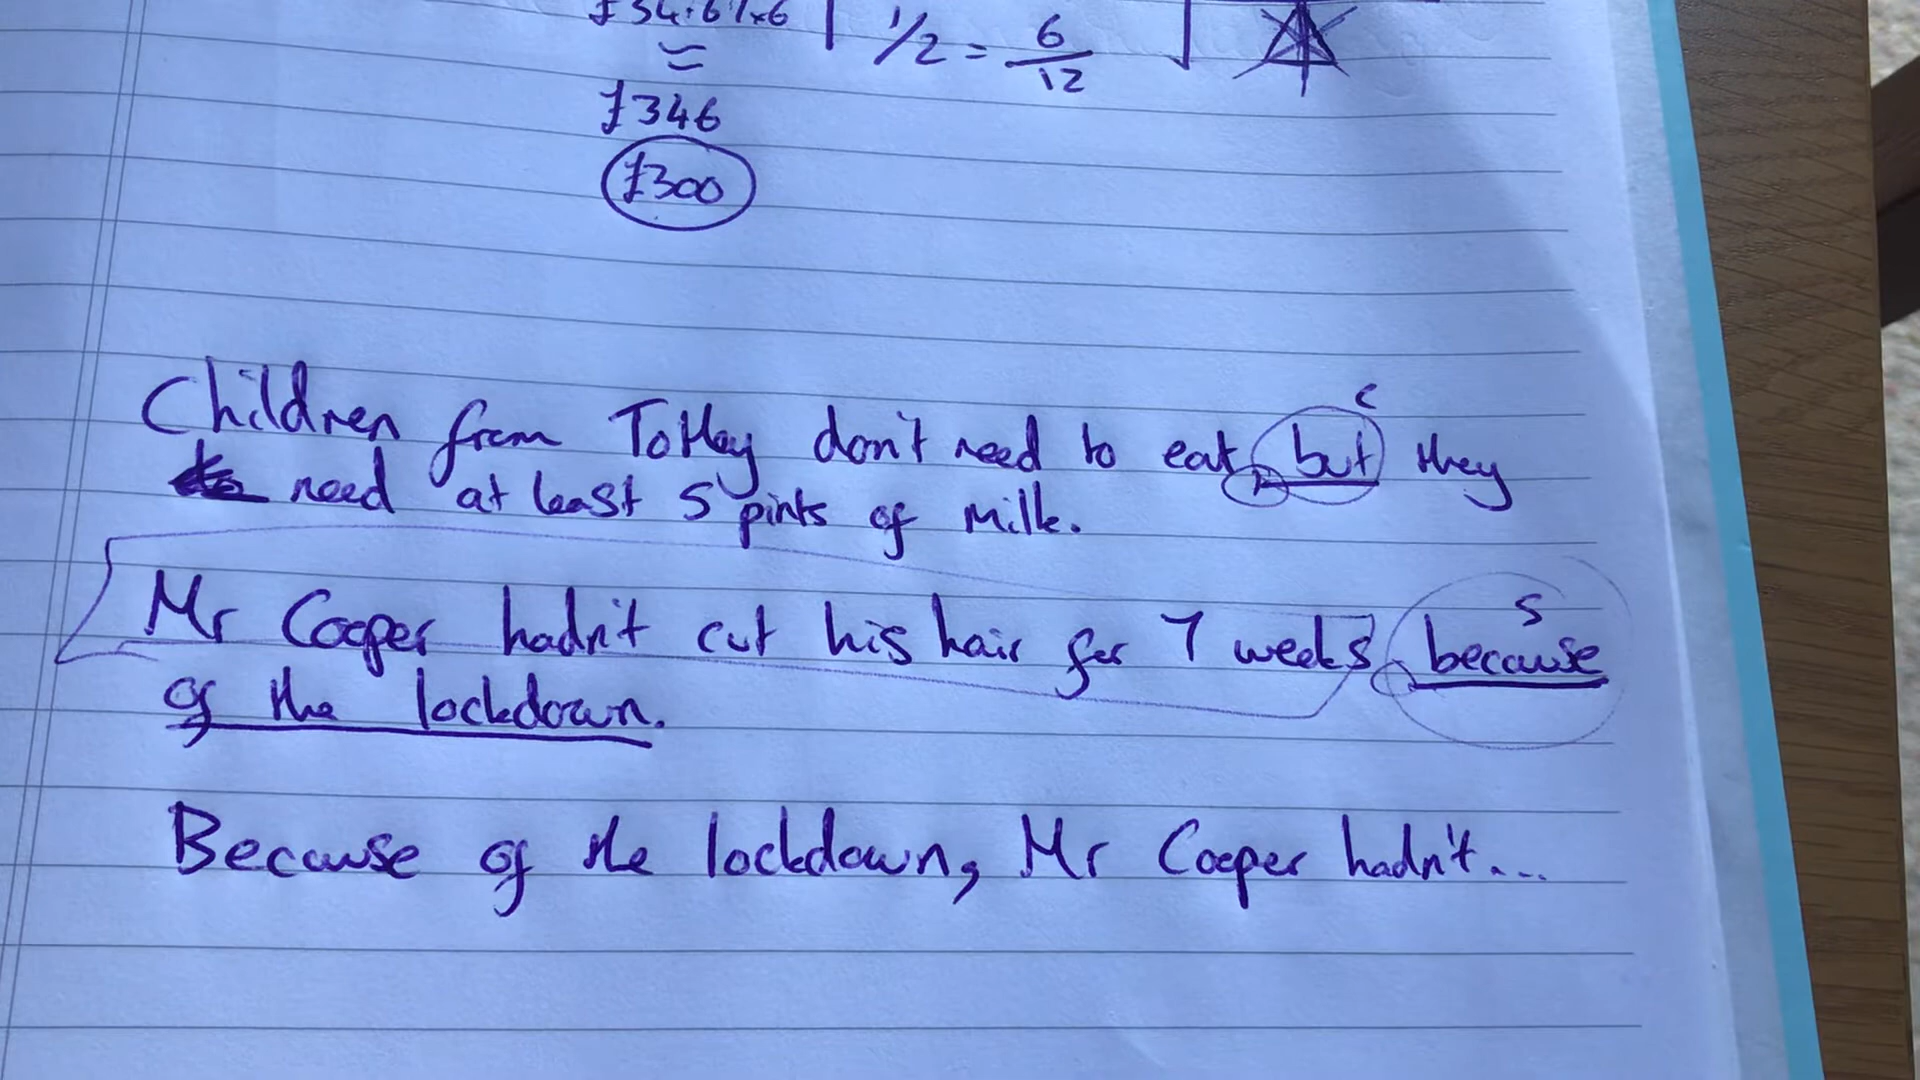 1/2 = 6/12
£346
£300
Children from Totley don't need to eat, but they
need at least 5 pints of milk.
c
Mr Cooper hadn't cut his hair for 7 weeks because
s
of the lockdown.
Because of the lockdown, Mr Cooper hadn't...